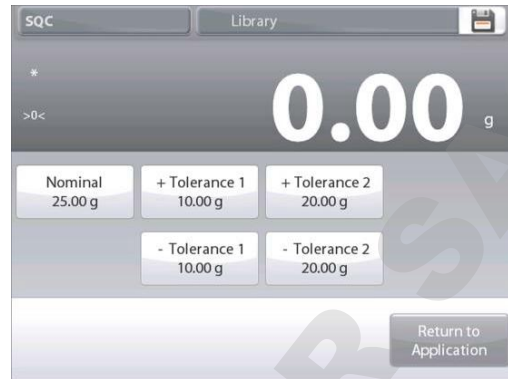 SQC Library
*
>0<
0.00 g
Nominal + Tolerance 1 + Tolerance 2
25.00 g 10.00 g 20.00 g
- Tolerance 1 - Tolerance 2
10.00 g 20.00 g
Return to
Application